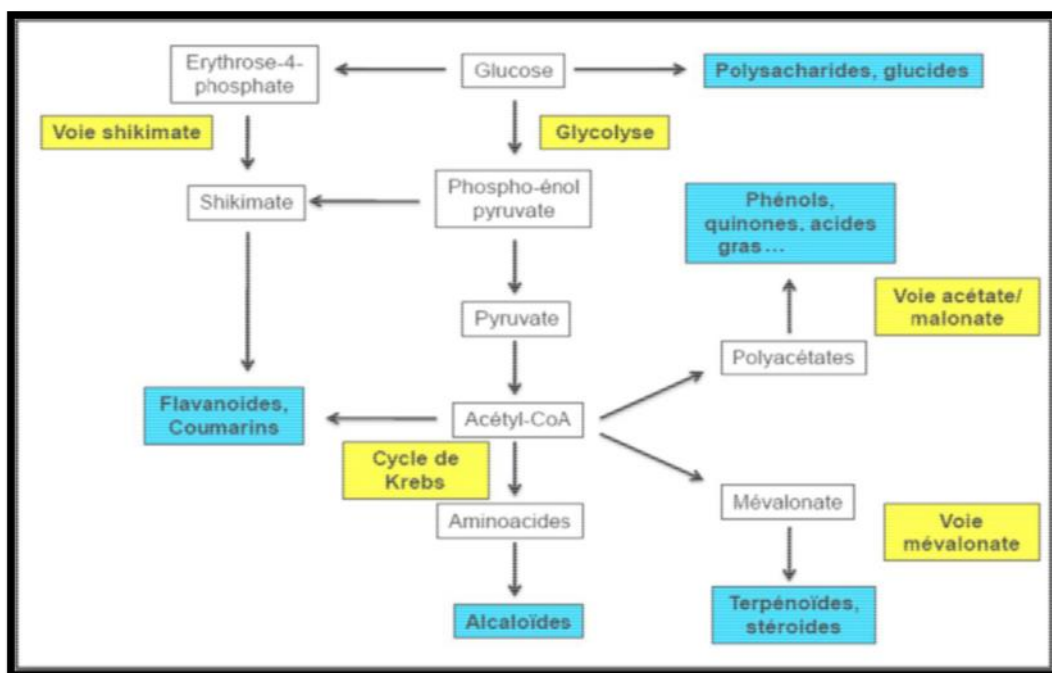 Erythrose-4-
phosphate
Glucose
Polysacharides, glucides
Voie shikimate
Glycolyse
Shikimate
Phospho-énol
pyruvate
Phénols,
quinones, acides
gras...
Pyruvate
Voie acétate/
malonate
Polyacétates
Flavanoides,
Coumarins
Acétyl-CoA
Cycle de
Krebs
Aminoacides
Mévalonate
Voie
mévalonate
Alcaloïdes
Terpénoïdes,
stéroides